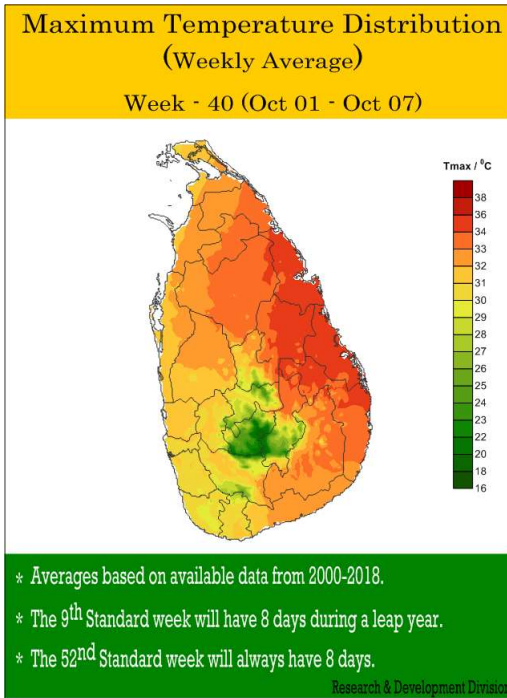 Maximum Temperature Distribution
(Weekly Average)
Week - 40 (Oct 01 - Oct 07)
Tmax / ⁰C
38
36
34
33
32
31
30
29
28
27
26
25
24
23
22
20
18
16
* Averages based on available data from 2000-2018.
* The 9th Standard week will have 8 days during a leap year.
* The 52nd Standard week will always have 8 days.
Research & Development Division